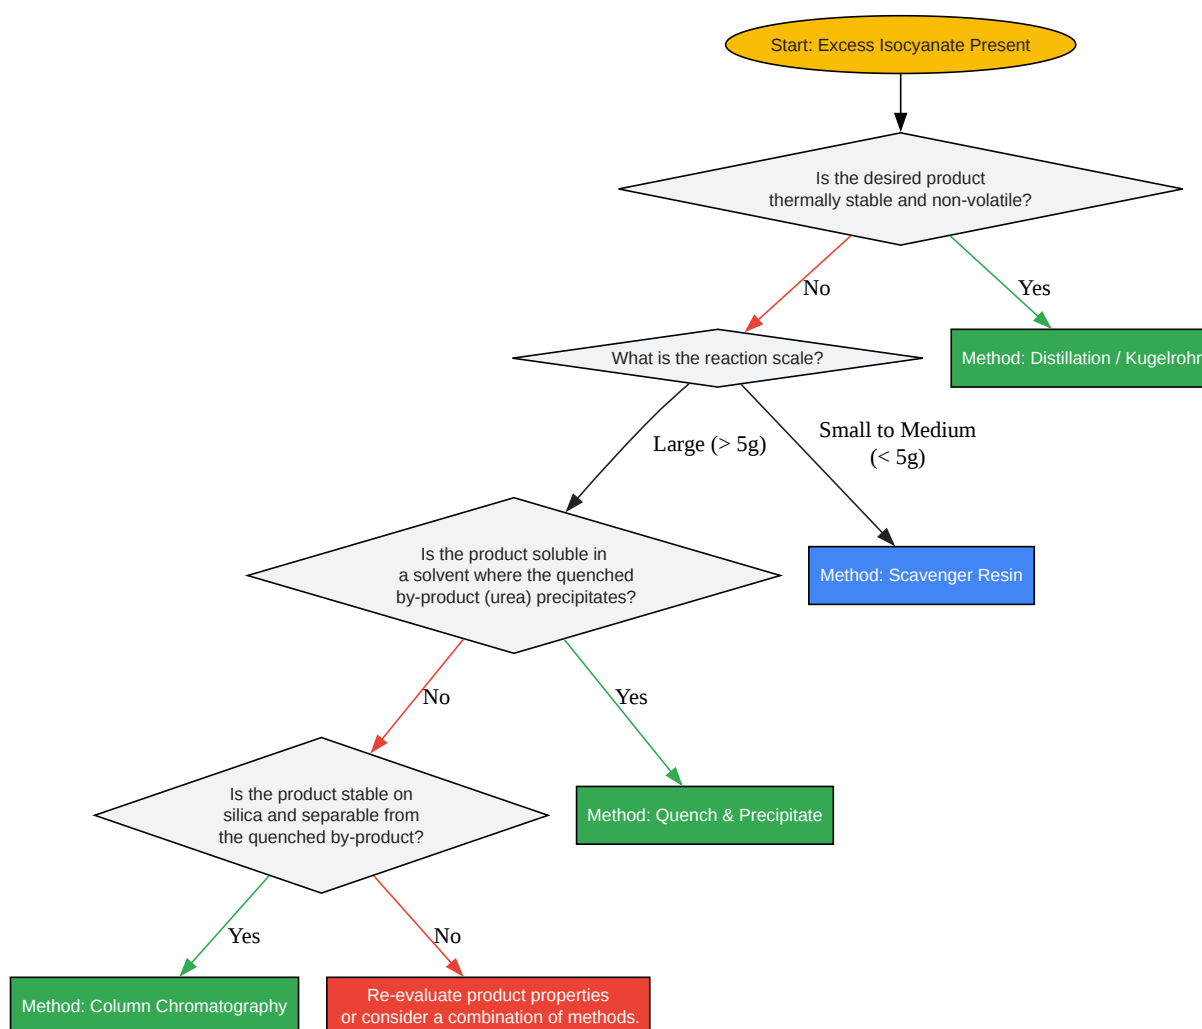 Start: Excess Isocyanate Present
Is the desired product
thermally stable and non-volatile?
No
Yes
What is the reaction scale?
Method: Distillation / Kugelrohr
Large (> 5g)
Small to Medium
(< 5g)
Is the product soluble in
a solvent where the quenched
by-product (urea) precipitates?
Method: Scavenger Resin
No
Yes
Is the product stable on
silica and separable from
the quenched by-product?
Method: Quench & Precipitate
Yes
No
Method: Column Chromatography
Re-evaluate product properties
or consider a combination of methods.